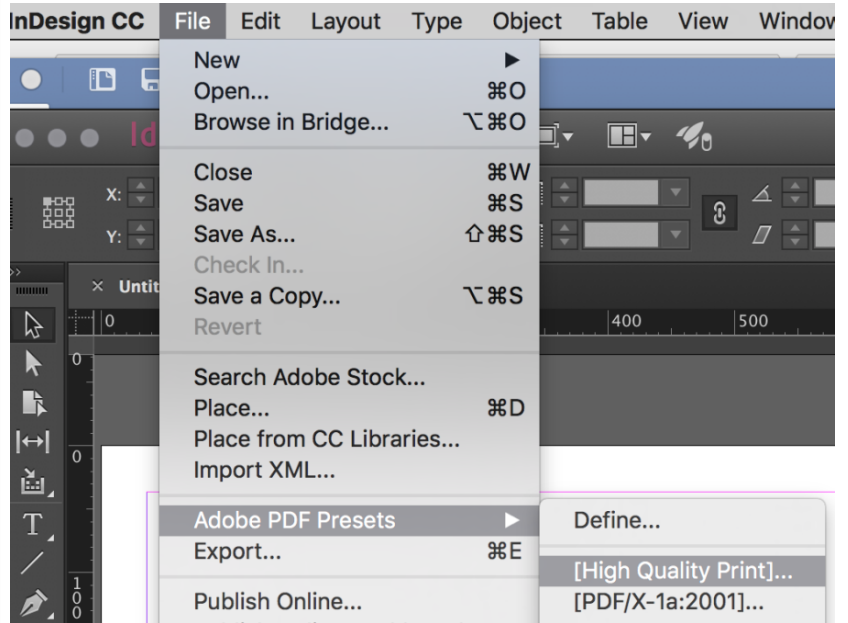 InDesign CC File Edit Layout Type Object Table View Window
New
Open... ⌘O
Browse in Bridge... ⌥⌘O
Id
Close ⌘W
X:
Save ⌘S
Y:
Save As... ⇧⌘S
Check In...
× Untit
Save a Copy... ⌥⌘S
0 400 500
Revert
0
Search Adobe Stock...
Place... ⌘D
Place from CC Libraries...
0
Import XML...
Adobe PDF Presets
Define...
T
Export... ⌘E
[High Quality Print]...
100
Publish Online...
[PDF/X-1a:2001]...